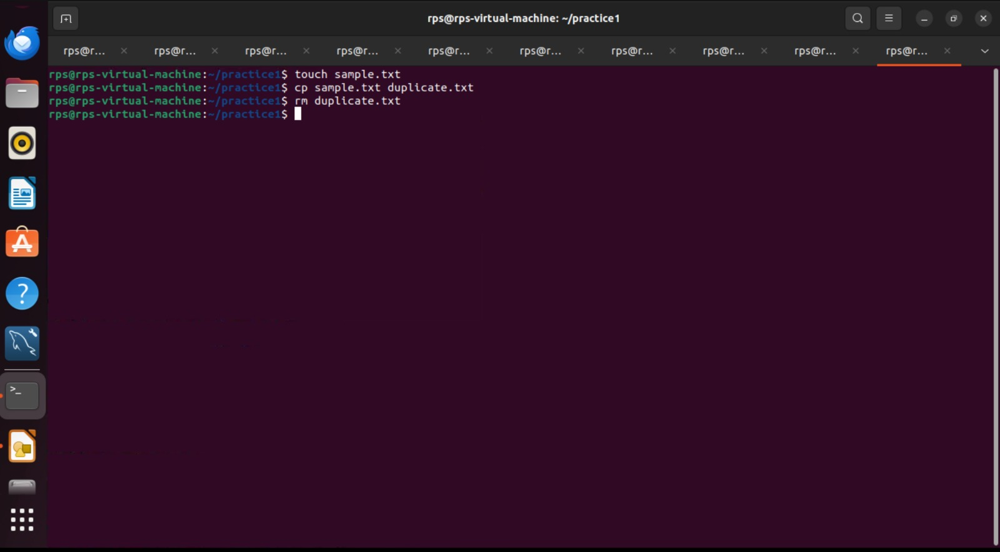 rps@rps-virtual-machine: ~/practice1
rps@r... rps@r... rps@r... rps@r... rps@r... rps@r... rps@r... rps@r... rps@r... rps@r...
rps@rps-virtual-machine:~/practice1$ touch sample.txt
rps@rps-virtual-machine:~/practice1$ cp sample.txt duplicate.txt
rps@rps-virtual-machine:~/practice1$ rm duplicate.txt
rps@rps-virtual-machine:~/practice1$